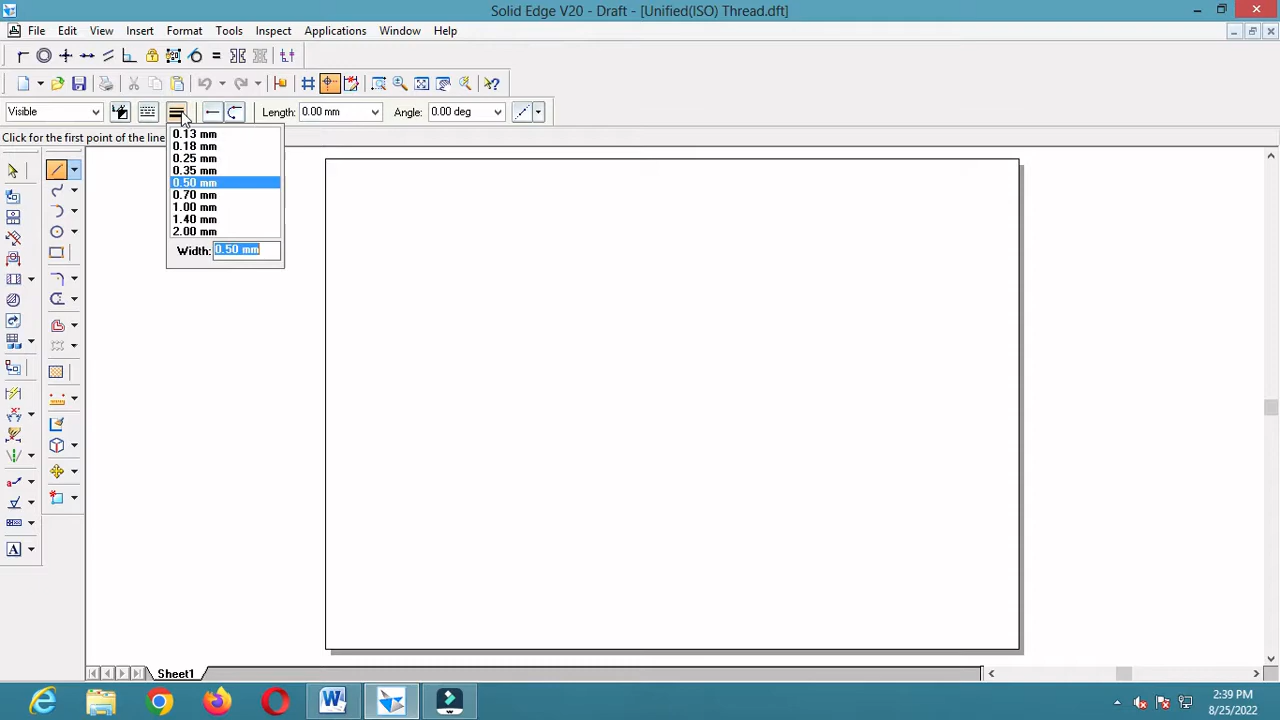 Solid Edge V20 - Draft - [Unified(ISO) Thread.dft]
File Edit View Insert Format Tools Inspect Applications Window Help
Visible Length: 0.00 mm Angle: 0.00 deg
Click for the first point of the line
0.13 mm
0.18 mm
0.25 mm
0.35 mm
0.50 mm
0.70 mm
1.00 mm
1.40 mm
2.00 mm
Width: 0.50 mm
Sheet1
2:39 PM
8/25/2022